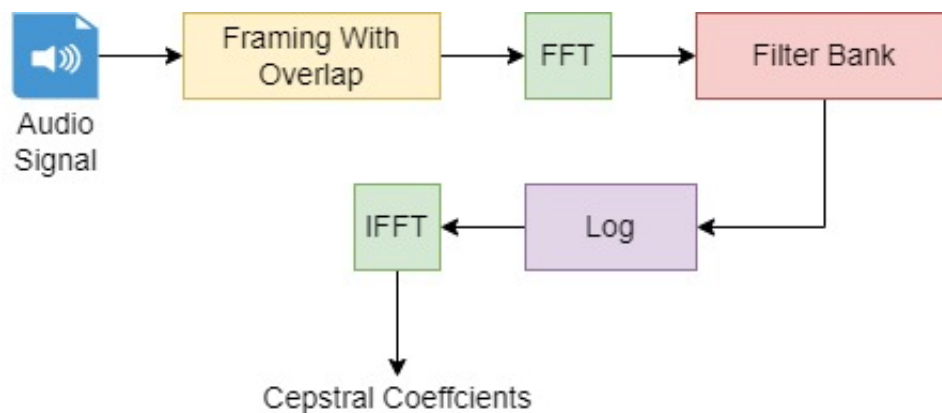 Framing With
Overlap
FFT
Filter Bank
Audio
Signal
IFFT
Log
Cepstral Coeffcients